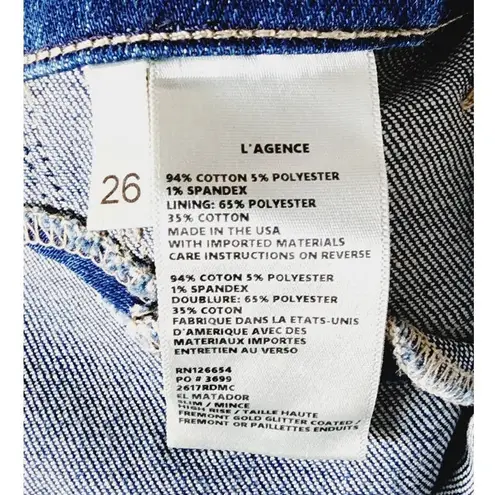 26
L'AGENCE
94% COTTON 5% POLYESTER
1% SPANDEX
LINING: 65% POLYESTER
35% COTTON
MADE IN THE USA
WITH IMPORTED MATERIALS
CARE INSTRUCTIONS ON REVERSE
94% COTON 5% POLYESTER
1% SPANDEX
DOUBLURE: 65% POLYESTER
35% COTON
FABRIQUE DANS LA ETATS-UNIS
D'AMERIQUE AVEC DES
MATERIAUX IMPORTES
ENTRETIEN AU VERSO
RN126654
PO # 3699
2617RDMC
EL MATADOR
SLIM / MINCE
HIGH RISE / TAILLE HAUTE
FREMONT GOLD GLITTER COATED /
FREMONT OR PAILLETTES ENDUITS